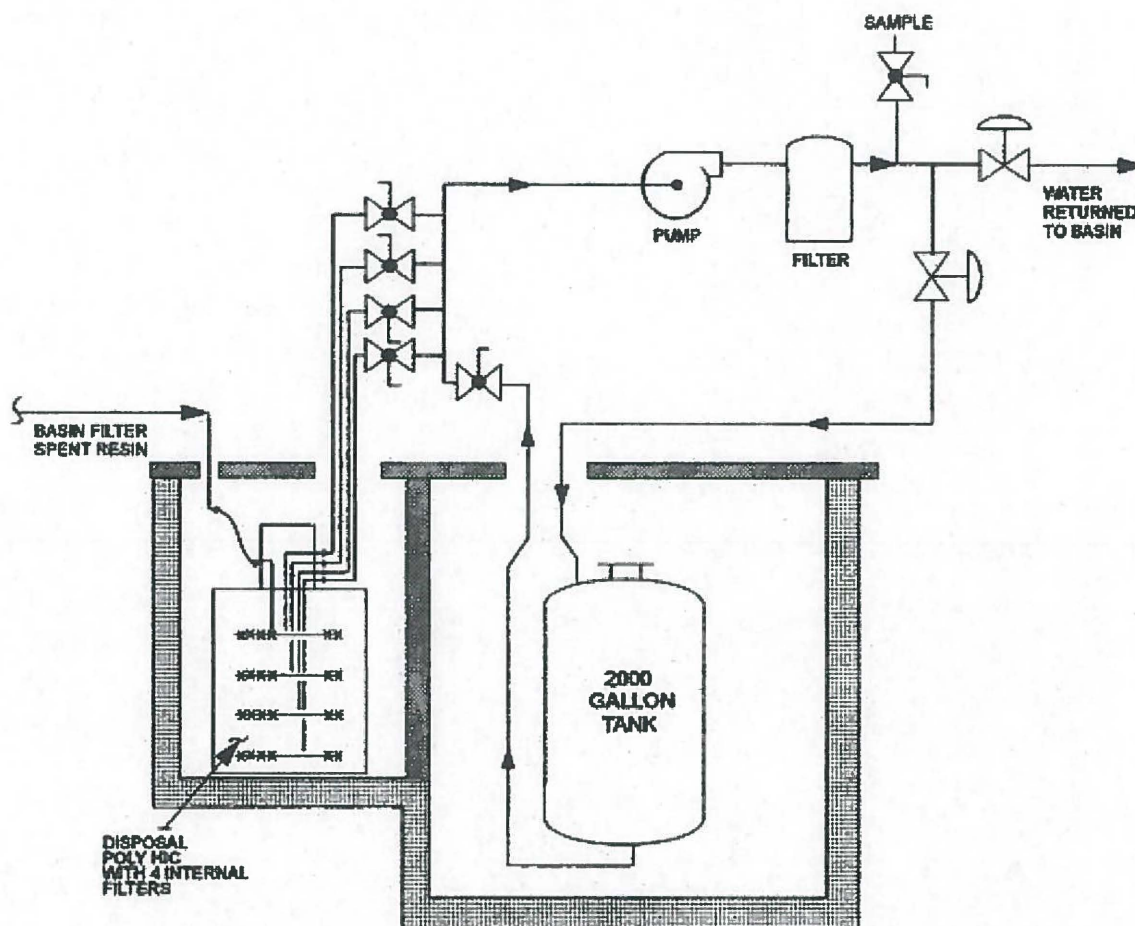 SAMPLE
WATER
RETURNED
TO BASIN
PUMP
FILTER
BASIN FILTER
SPENT RESIN
2000
GALLON
TANK
DISPOSAL
POLY HIC
WITH 4 INTERNAL
FILTERS